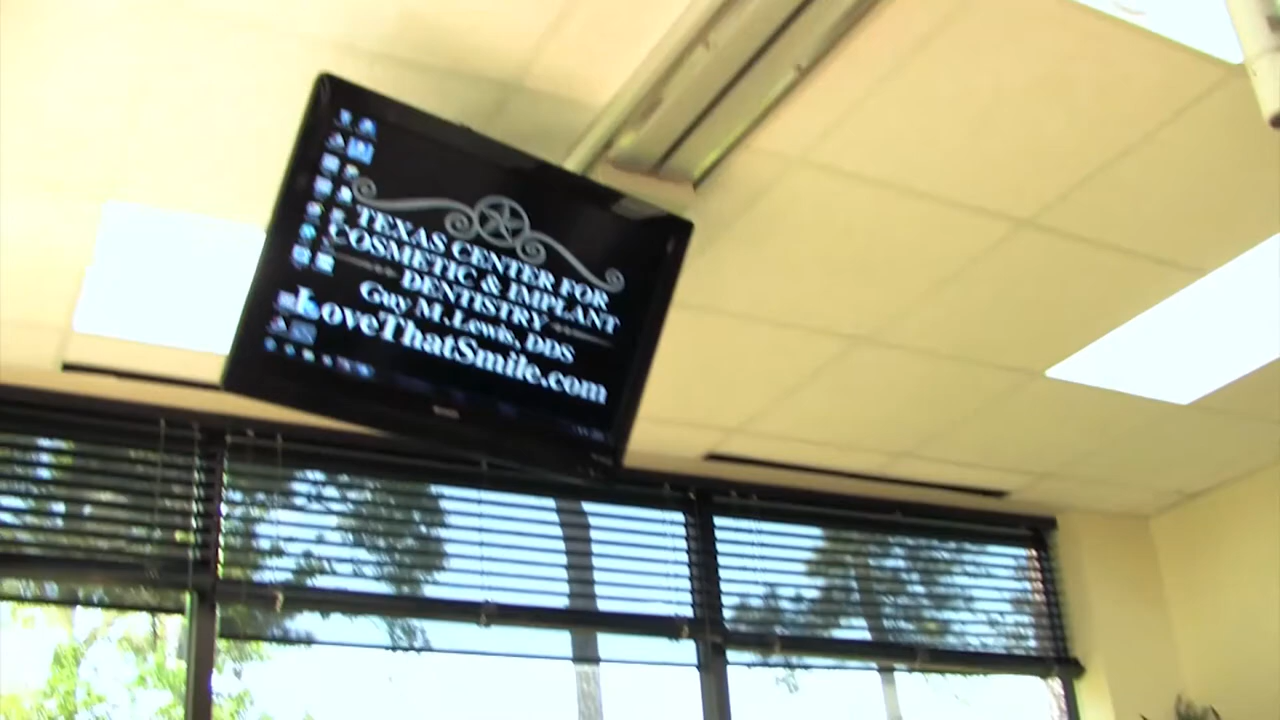 TEXAS CENTER FOR
COSMETIC & IMPLANT
DENTISTRY
Guy M. Lewis, DDS
LoveThatSmile.com